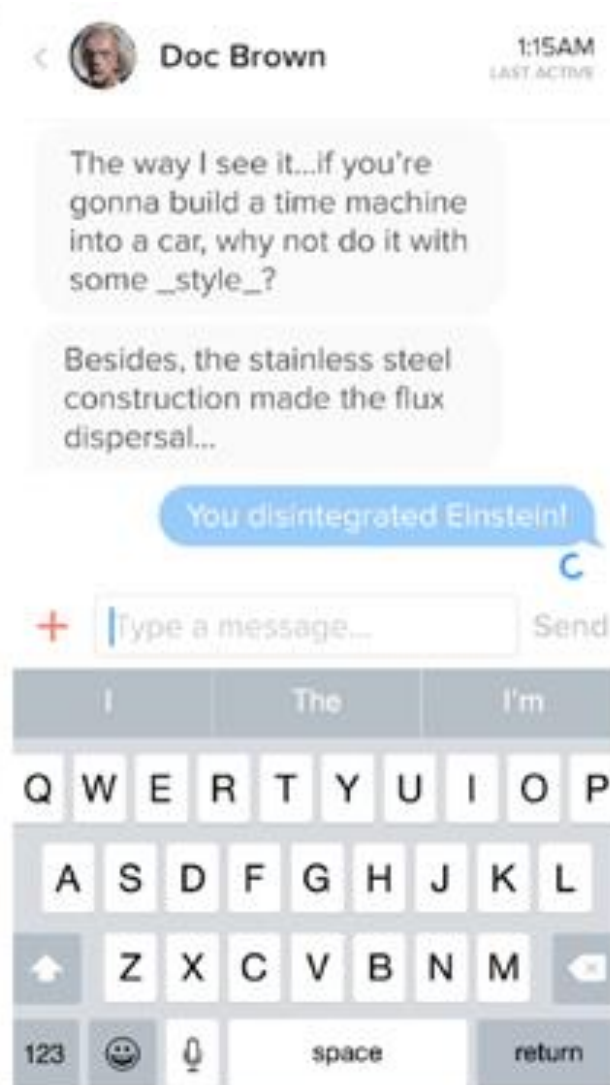 Doc Brown
1:15AM
LAST ACTIVE
The way I see it...if you're
gonna build a time machine
into a car, why not do it with
some _style_?
Besides, the stainless steel
construction made the flux
dispersal...
You disintegrated Einstein!
Type a message...
Send
I The I'm
Q W E R T Y U I O P
A S D F G H J K L
Z X C V B N M
123 space return